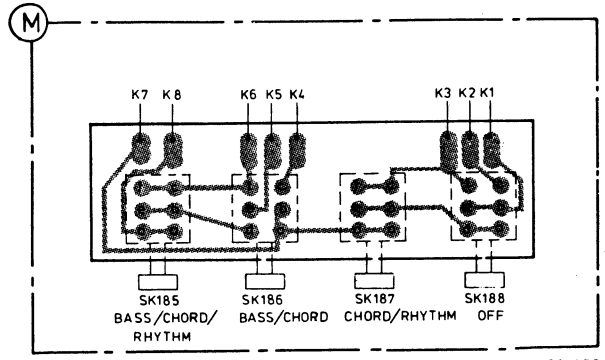 M
K7 K8 K6 K5 K4 K3 K2 K1
SK185 SK186 SK187 SK188
BASS/CHORD/ BASS/CHORD CHORD/RHYTHM OFF
RHYTHM